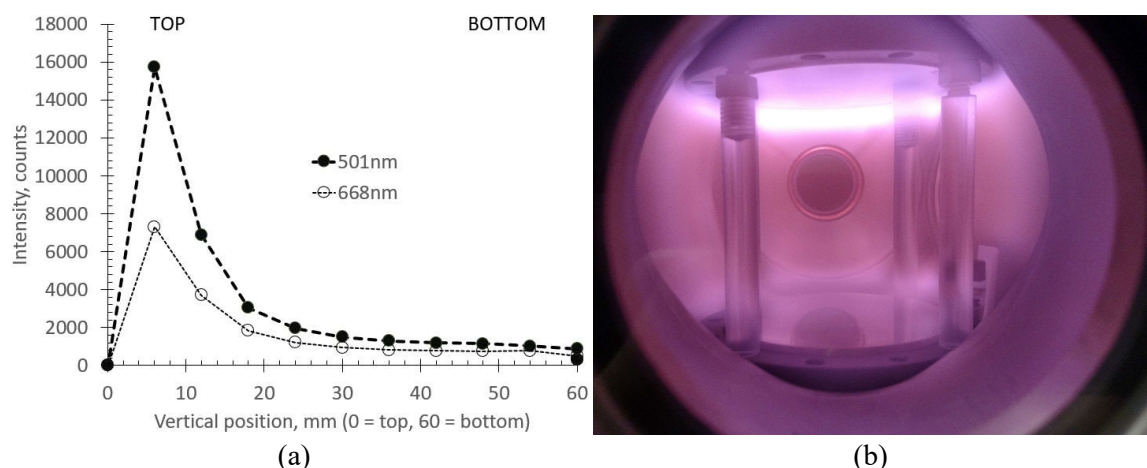 18000
16000
14000
12000
10000
8000
6000
4000
2000
0
Intensity, counts
TOP
BOTTOM
501nm
668nm
0 10 20 30 40 50 60
Vertical position, mm (0 = top, 60 = bottom)
(a)
(b)